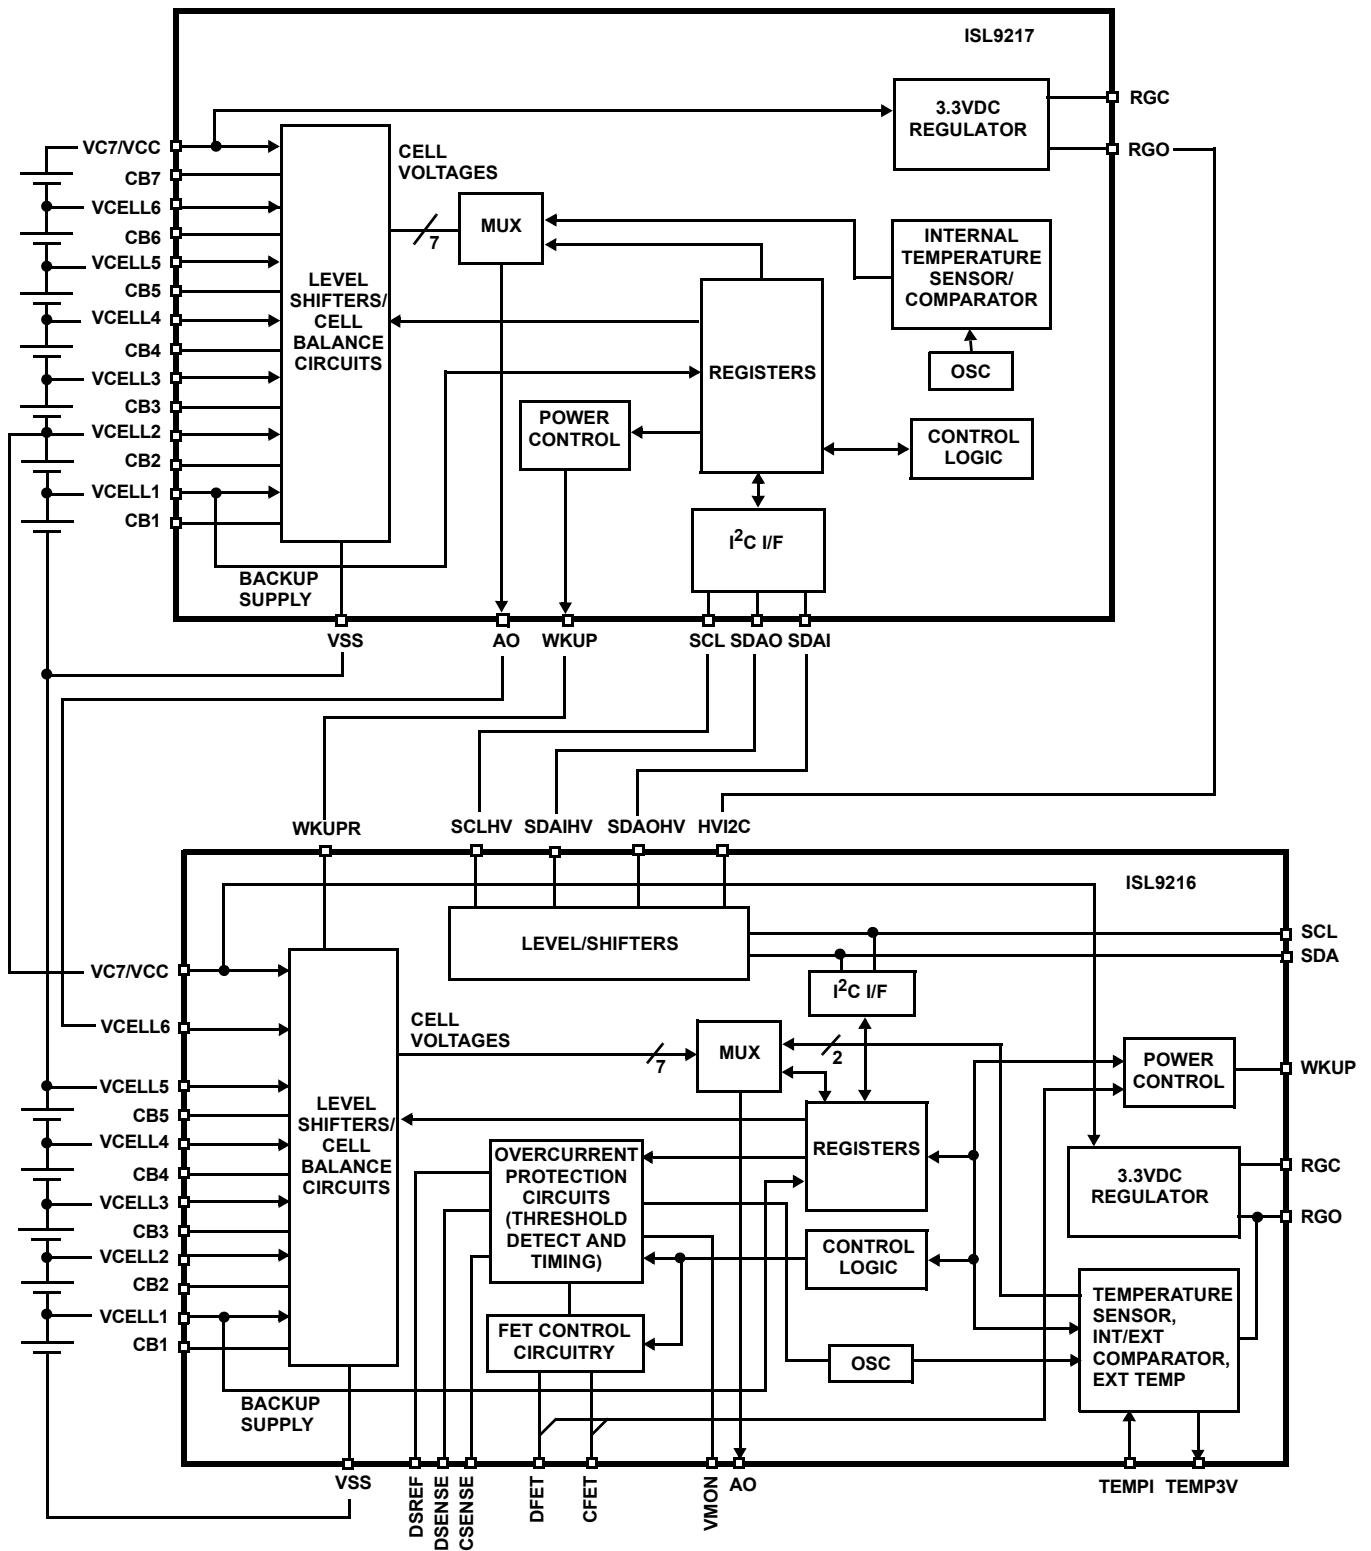 ISL9217
3.3VDC
REGULATOR
RGC
RGO
VC7/VCC
CB7
VCELL6
CB6
VCELL5
CB5
VCELL4
CB4
VCELL3
CB3
VCELL2
CB2
VCELL1
CB1
CELL
VOLTAGES
7
MUX
LEVEL
SHIFTERS/
CELL
BALANCE
CIRCUITS
INTERNAL
TEMPERATURE
SENSOR/
COMPARATOR
OSC
REGISTERS
POWER
CONTROL
CONTROL
LOGIC
I2C I/F
BACKUP
SUPPLY
VSS
AO
WKUP
SCL
SDAO
SDAI
WKUPR
SCLHV
SDAIHV
SDAOHV
HVI2C
ISL9216
LEVEL/SHIFTERS
SCL
SDA
I2C I/F
VC7/VCC
VCELL6
VCELL5
CB5
VCELL4
CB4
VCELL3
CB3
VCELL2
CB2
VCELL1
CB1
CELL
VOLTAGES
7
MUX
2
POWER
CONTROL
WKUP
LEVEL
SHIFTERS/
CELL
BALANCE
CIRCUITS
OVERCURRENT
PROTECTION
CIRCUITS
(THRESHOLD
DETECT AND
TIMING)
REGISTERS
3.3VDC
REGULATOR
RGC
RGO
CONTROL
LOGIC
FET CONTROL
CIRCUITRY
OSC
TEMPERATURE
SENSOR,
INT/EXT
COMPARATOR,
EXT TEMP
BACKUP
SUPPLY
VSS
DSREF
DSENSE
CSENSE
DFET
CFET
VMON
AO
TEMPI
TEMP3V